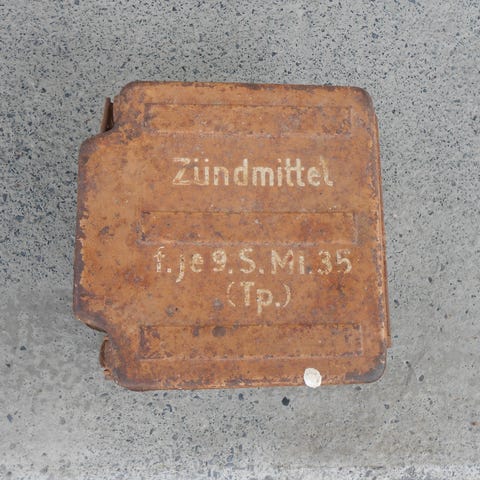 Zündmittel
f. je 9. S. Mi. 35
(Tp.)